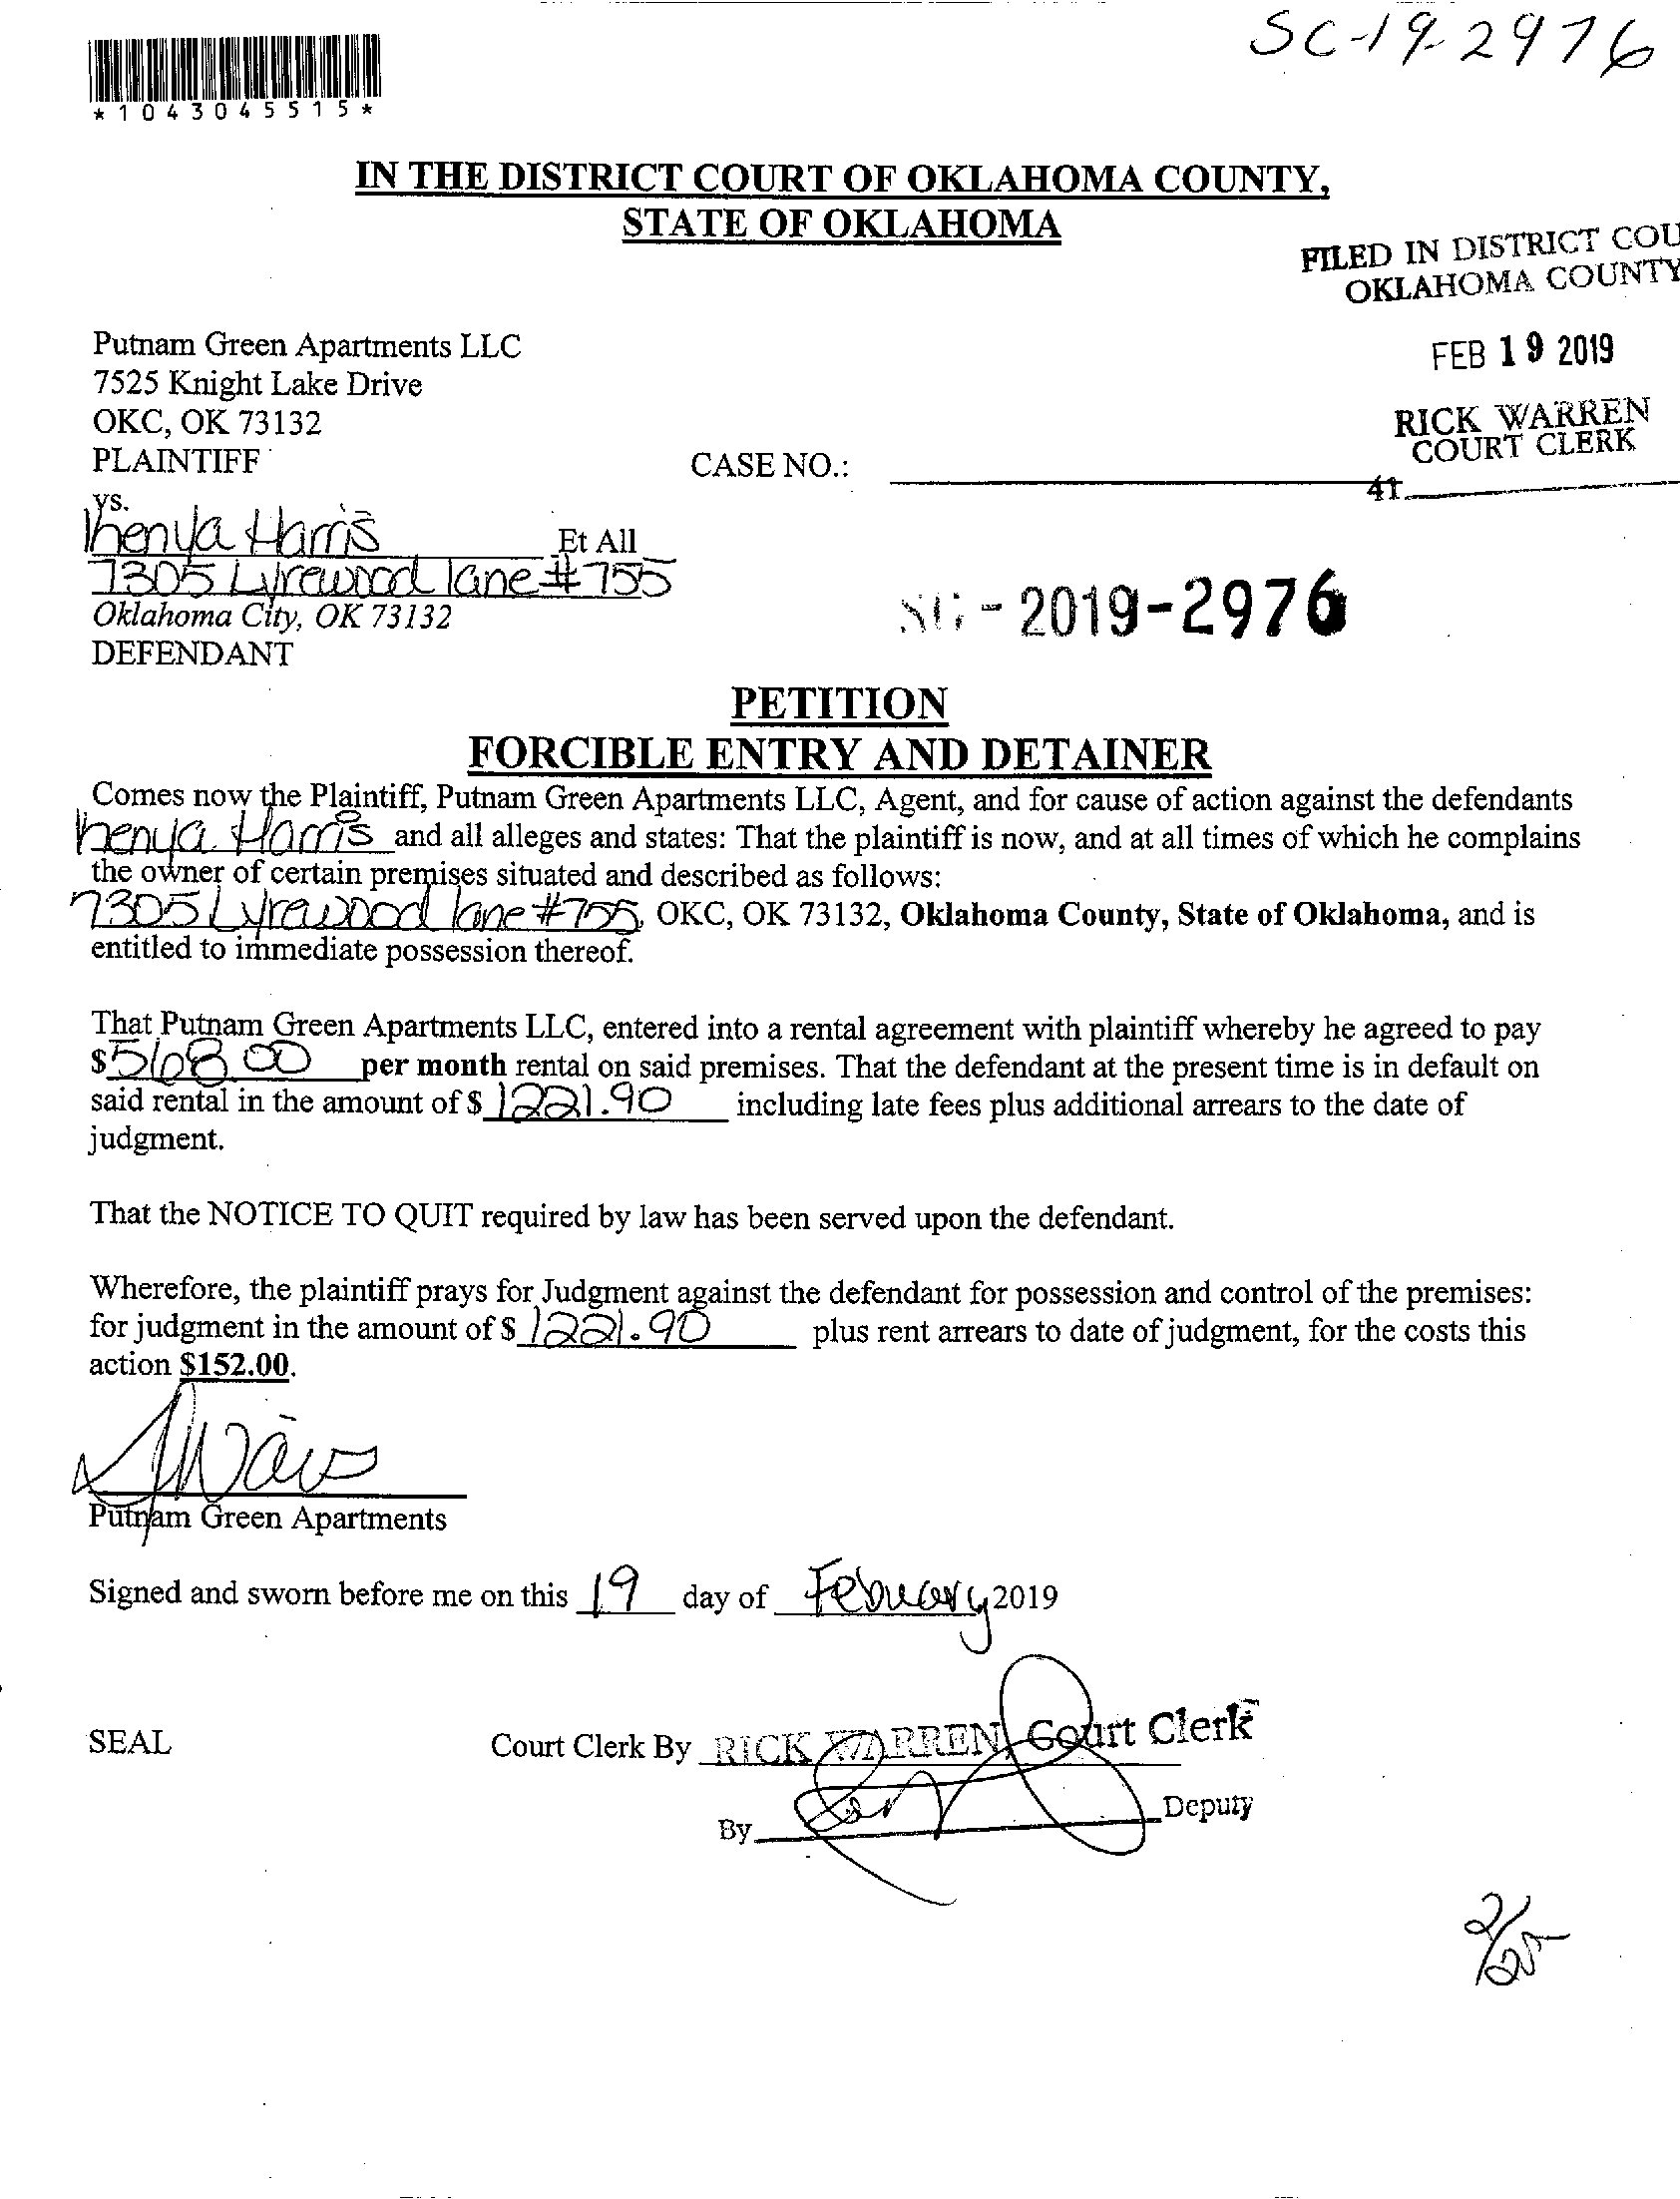 SC-19-2976
*1043045515*
IN THE DISTRICT COURT OF OKLAHOMA COUNTY,
STATE OF OKLAHOMA
FILED IN DISTRICT COU
OKLAHOMA COUNTY
FEB 19 2019
RICK WARREN
COURT CLERK
41
Putnam Green Apartments LLC
7525 Knight Lake Drive
OKC, OK 73132
PLAINTIFF
CASE NO.:
vs.
Harris Et All
7305 Lyrewood lane #755
Oklahoma City, OK 73132
DEFENDANT
SC-2019-2976
PETITION
FORCIBLE ENTRY AND DETAINER
Comes now the Plaintiff, Putnam Green Apartments LLC, Agent, and for cause of action against the defendants
Harris and all alleges and states: That the plaintiff is now, and at all times of which he complains
the owner of certain premises situated and described as follows:
7305 Lyrewood lane #755, OKC, OK 73132, Oklahoma County, State of Oklahoma, and is
entitled to immediate possession thereof.
That Putnam Green Apartments LLC, entered into a rental agreement with plaintiff whereby he agreed to pay
$568.00 per month rental on said premises. That the defendant at the present time is in default on
said rental in the amount of $ 1221.90 including late fees plus additional arrears to the date of
judgment.
That the NOTICE TO QUIT required by law has been served upon the defendant.
Wherefore, the plaintiff prays for Judgment against the defendant for possession and control of the premises:
for judgment in the amount of $ 1221.90 plus rent arrears to date of judgment, for the costs this
action $152.00.
Putnam Green Apartments
Signed and sworn before me on this 19 day of February 2019
SEAL
Court Clerk By RICK WARREN, Court Clerk
By Deputy
2/25